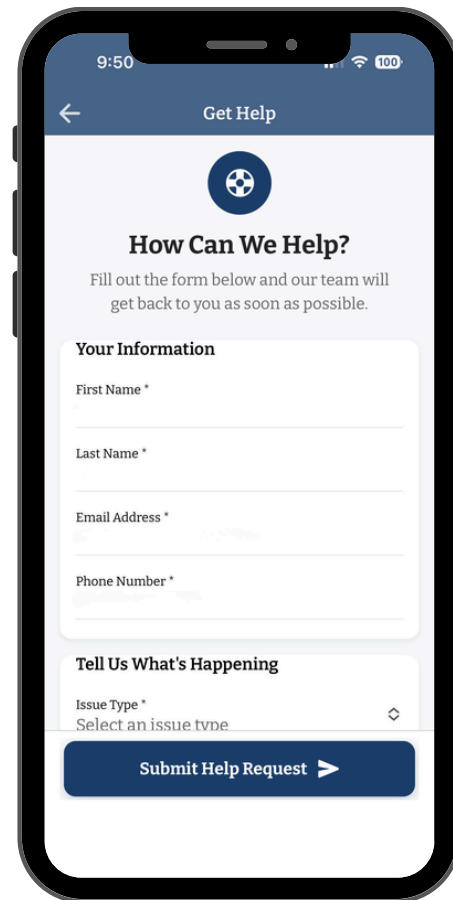 9:50
100
Get Help
How Can We Help?
Fill out the form below and our team will
get back to you as soon as possible.
Your Information
First Name *
Last Name *
Email Address *
Phone Number *
Tell Us What's Happening
Issue Type *
Select an issue type
Submit Help Request